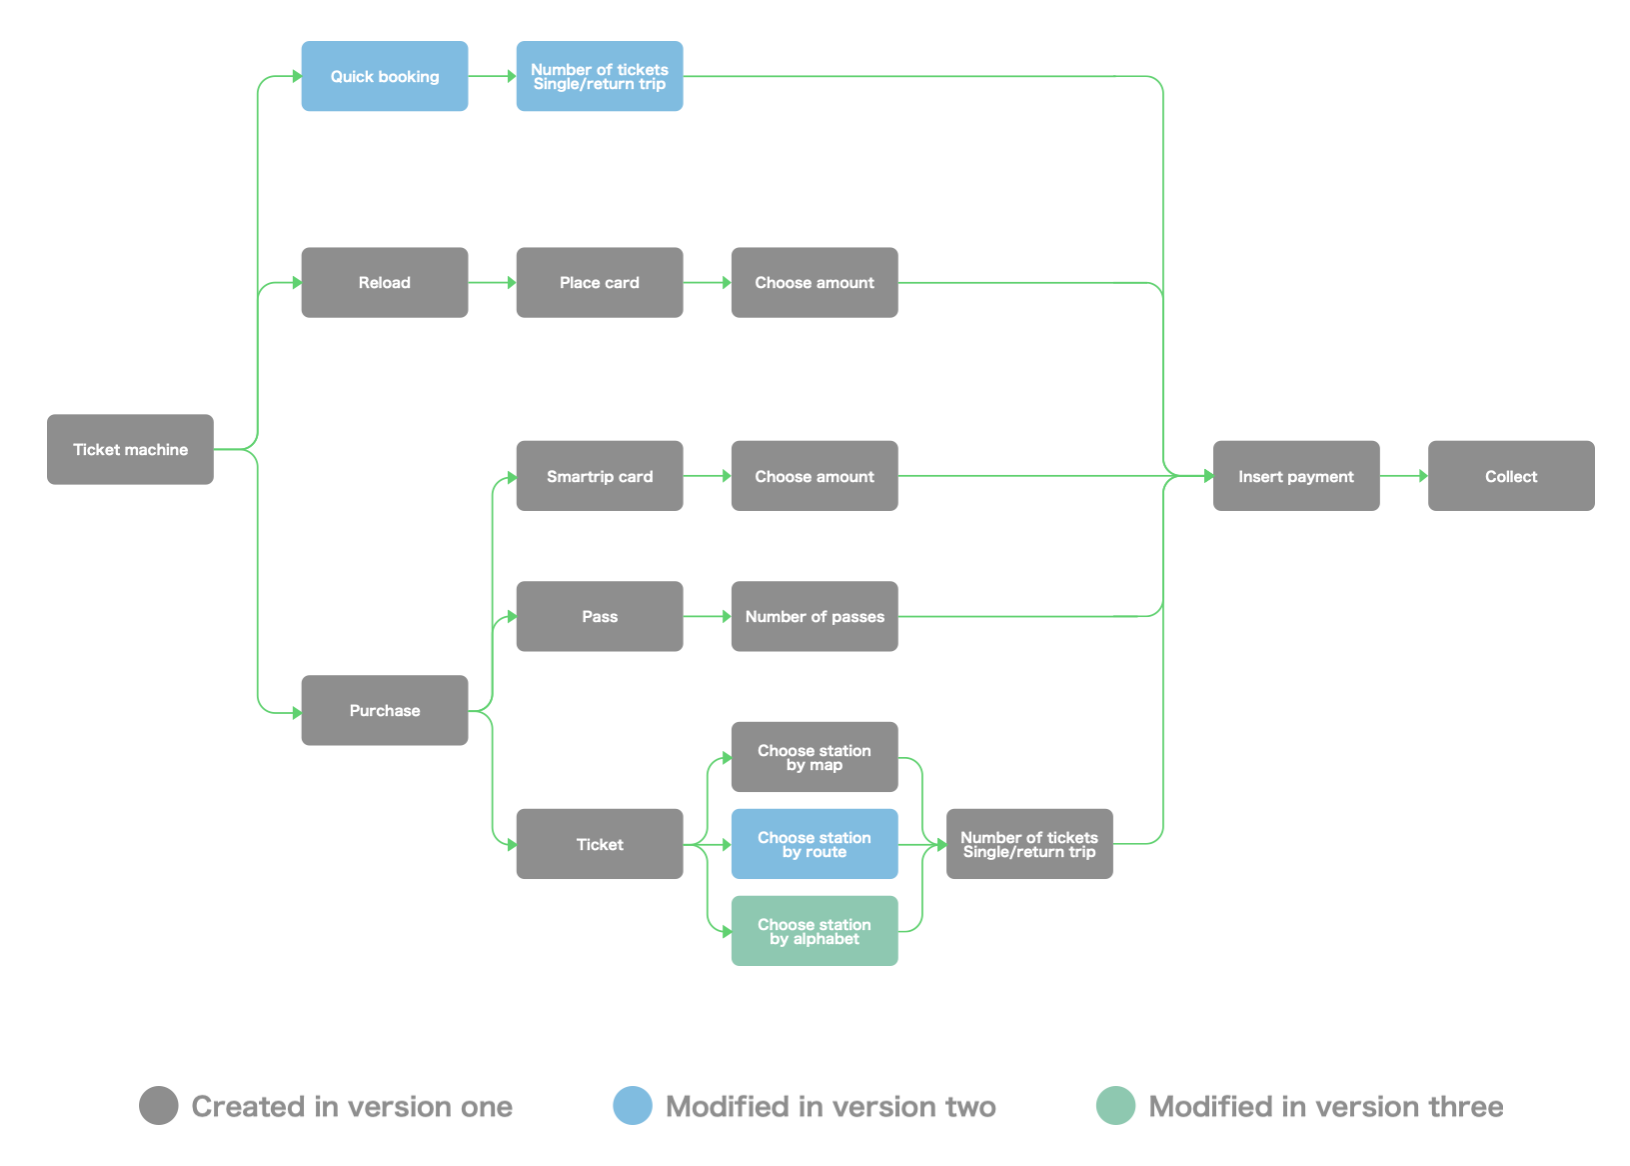 Quick booking
Number of tickets
Single/return trip
Reload
Place card
Choose amount
Ticket machine
Smartrip card
Choose amount
Insert payment
Collect
Pass
Number of passes
Purchase
Choose station
by map
Ticket
Choose station
by route
Number of tickets
Single/return trip
Choose station
by alphabet
Created in version one
Modified in version two
Modified in version three